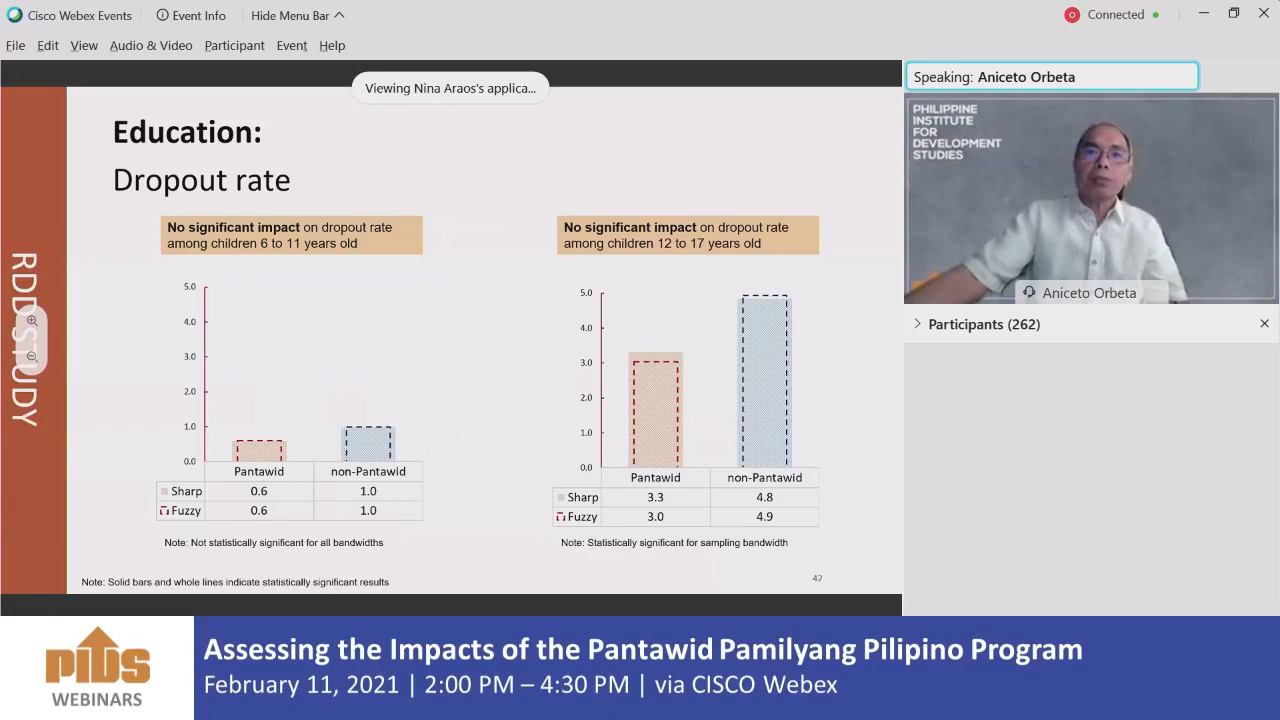 Cisco Webex Events
Event Info
Hide Menu Bar
Connected
File Edit View Audio & Video Participant Event Help
Viewing Nina Araos's applica...
Speaking: Aniceto Orbeta
PHILIPPINE
INSTITUTE
FOR
DEVELOPMENT
STUDIES
Aniceto Orbeta
Participants (262)
RDD STUDY
Education:
Dropout rate
No significant impact on dropout rate
among children 6 to 11 years old
5.0
4.0
3.0
2.0
1.0
0.0
Pantawid non-Pantawid
Sharp 0.6 1.0
Fuzzy 0.6 1.0
Note: Not statistically significant for all bandwidths
No significant impact on dropout rate
among children 12 to 17 years old
5.0
4.0
3.0
2.0
1.0
0.0
Pantawid non-Pantawid
Sharp 3.3 4.8
Fuzzy 3.0 4.9
Note: Statistically significant for sampling bandwidth
Note: Solid bars and whole lines indicate statistically significant results
42
PIDS
WEBINARS
Assessing the Impacts of the Pantawid Pamilyang Pilipino Program
February 11, 2021 | 2:00 PM – 4:30 PM | via CISCO Webex